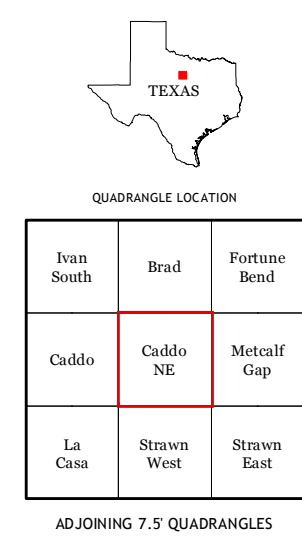 TEXAS
QUADRANGLE LOCATION
Ivan
South
Brad
Fortune
Bend
Caddo
Caddo
NE
Metcalf
Gap
La
Casa
Strawn
West
Strawn
East
ADJOINING 7.5' QUADRANGLES